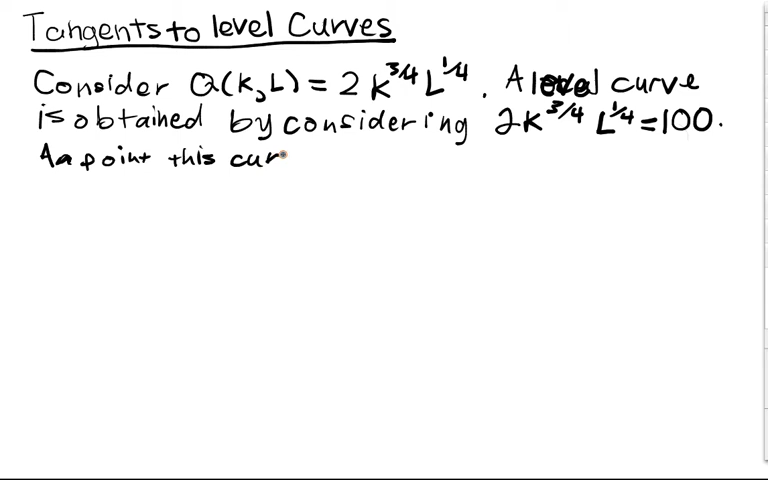 Tangents to level Curves
Consider Q(K,L) = 2 K^3/4 L^1/4 . A level curve
is obtained by considering 2K^3/4 L^1/4 = 100.
A a point this cur